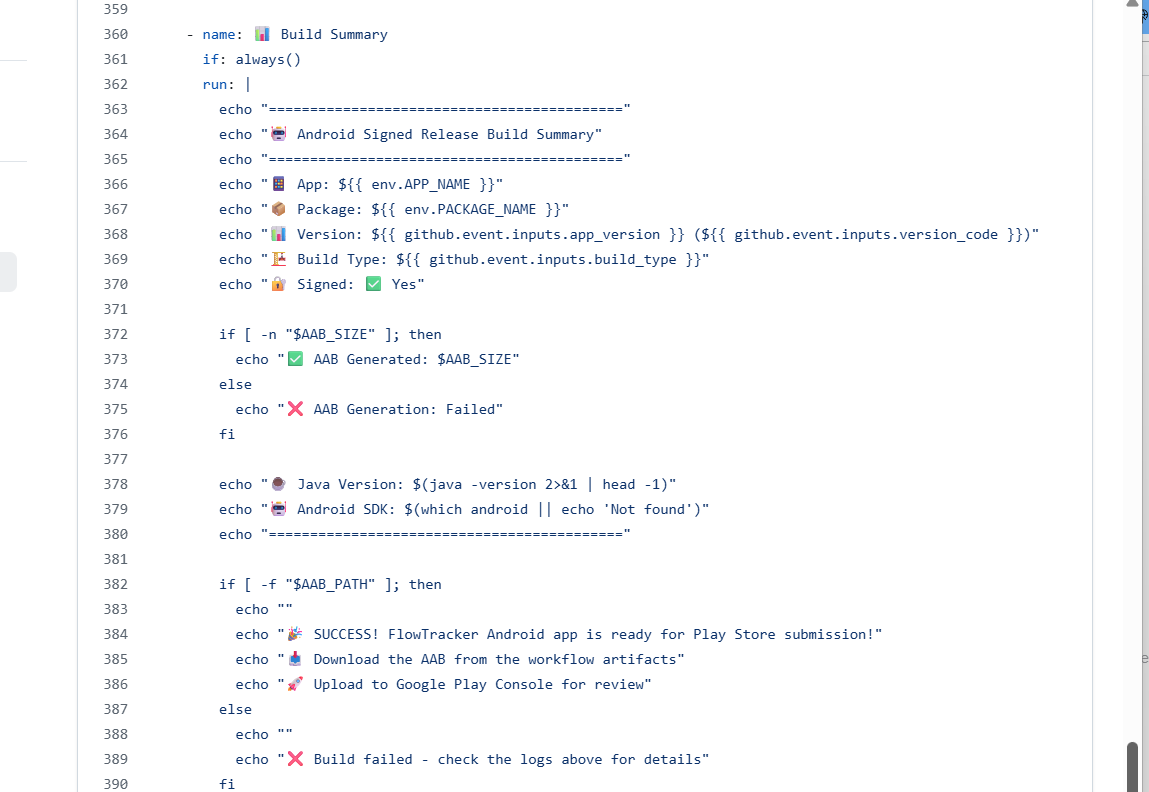 359
360 - name: 📊 Build Summary
361 if: always()
362 run: |
363 echo "==========================================="
364 echo "🤖 Android Signed Release Build Summary"
365 echo "==========================================="
366 echo "📱 App: ${{ env.APP_NAME }}"
367 echo "📦 Package: ${{ env.PACKAGE_NAME }}"
368 echo "📊 Version: ${{ github.event.inputs.app_version }} (${{ github.event.inputs.version_code }})"
369 echo "🏗️ Build Type: ${{ github.event.inputs.build_type }}"
370 echo "🔐 Signed: ✅ Yes"
371
372 if [ -n "$AAB_SIZE" ]; then
373 echo "✅ AAB Generated: $AAB_SIZE"
374 else
375 echo "❌ AAB Generation: Failed"
376 fi
377
378 echo "☕ Java Version: $(java -version 2>&1 | head -1)"
379 echo "🤖 Android SDK: $(which android || echo 'Not found')"
380 echo "==========================================="
381
382 if [ -f "$AAB_PATH" ]; then
383 echo ""
384 echo "🎉 SUCCESS! FlowTracker Android app is ready for Play Store submission!"
385 echo "📥 Download the AAB from the workflow artifacts"
386 echo "🚀 Upload to Google Play Console for review"
387 else
388 echo ""
389 echo "❌ Build failed - check the logs above for details"
390 fi